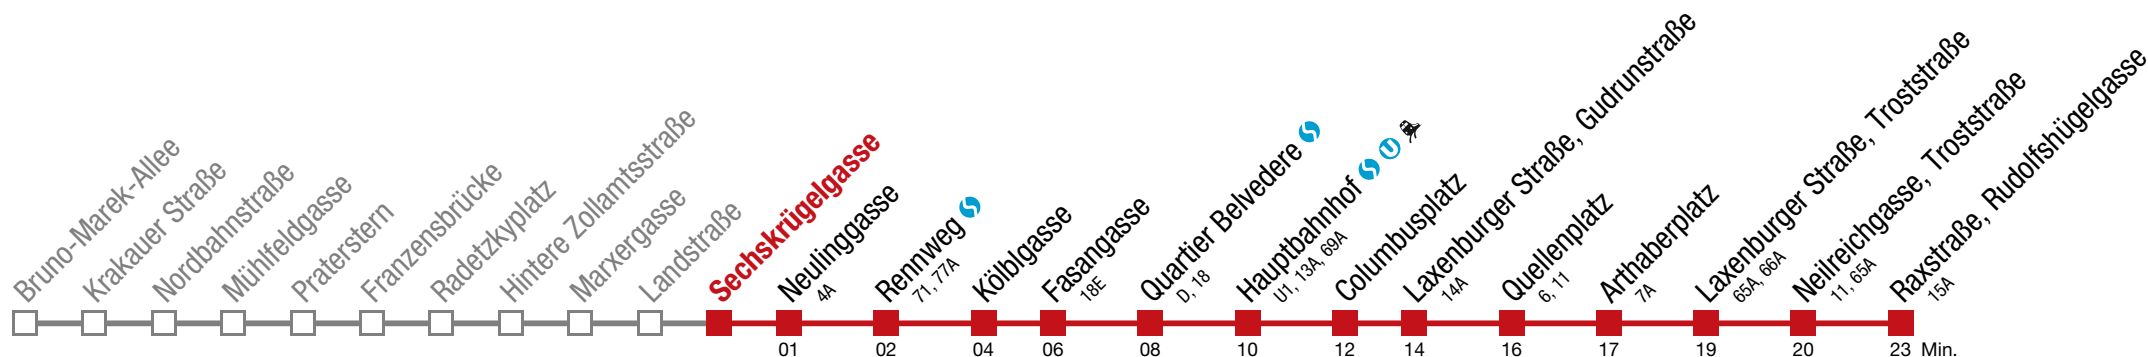 Bruno-Marek-Allee
Krakauer Straße
Nordbahnstraße
Mühlfeldgasse
Praterstern
Franzensbrücke
Radetzkyplatz
Hintere Zollamtsstraße
Marxergasse
Landstraße
Sechskrügelgasse
Neulinggasse
4A
Rennweg
71, 77A
Kölblgasse
Fasangasse
18E
Quartier Belvedere
D, 18
Hauptbahnhof U
U1, 13A, 69A
Columbusplatz
Laxenburger Straße, Gudrunstraße
14A
Quellenplatz
6, 11
Arthaberplatz
7A
Laxenburger Straße, Troststraße
65A, 66A
Neilreichgasse, Troststraße
11, 65A
Raxstraße, Rudolfshügelgasse
15A
01 02 04 06 08 10 12 14 16 17 19 20 23 Min.